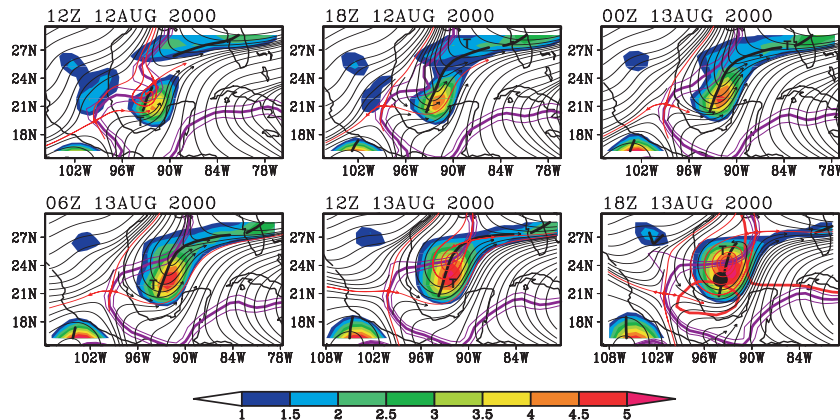 12Z 12AUG 2000
18Z 12AUG 2000
00Z 13AUG 2000
27N
24N
21N
18N
102W 96W 90W 84W 78W
27N
24N
21N
18N
102W 96W 90W 84W 78W
27N
24N
21N
18N
102W 96W 90W 84W 78W
T
T
06Z 13AUG 2000
12Z 13AUG 2000
18Z 13AUG 2000
27N
24N
21N
18N
102W 96W 90W 84W 78W
27N
24N
21N
18N
108W 102W 96W 90W 84W
27N
24N
21N
18N
108W 102W 96W 90W 84W
T
T
T
T
T
1 1.5 2 2.5 3 3.5 4 4.5 5